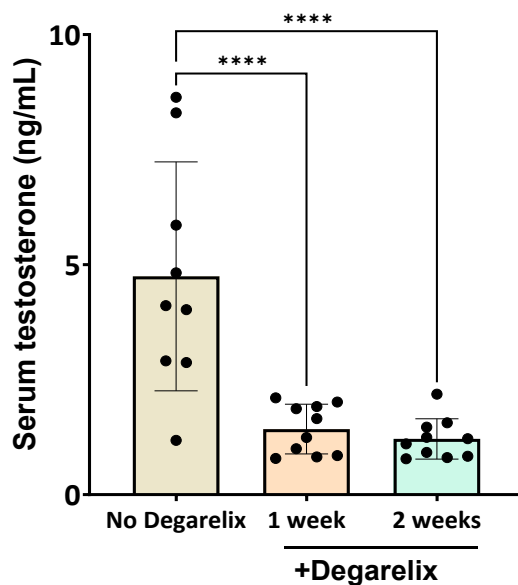 10
****
****
5
0
Serum testosterone (ng/mL)
No Degarelix 1 week 2 weeks
+Degarelix